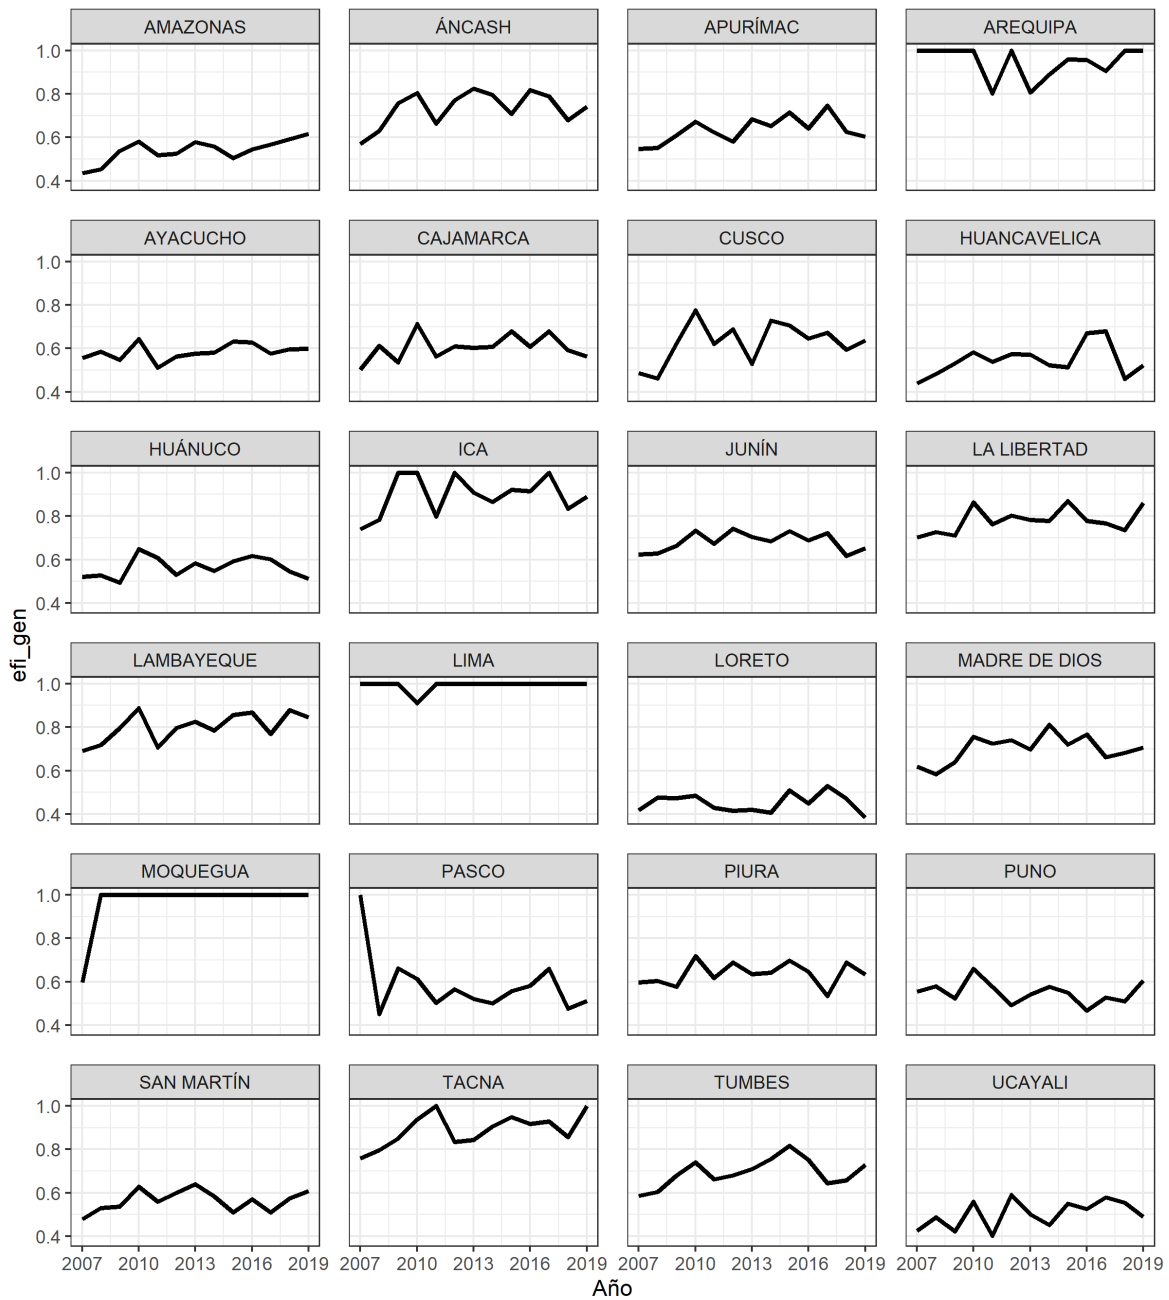 AMAZONAS ÁNCASH APURÍMAC AREQUIPA
1.0
0.8
0.6
0.4
AYACUCHO CAJAMARCA CUSCO HUANCAVELICA
1.0
0.8
0.6
0.4
HUÁNUCO ICA JUNÍN LA LIBERTAD
1.0
0.8
0.6
0.4
efi_gen
LAMBAYEQUE LIMA LORETO MADRE DE DIOS
1.0
0.8
0.6
0.4
MOQUEGUA PASCO PIURA PUNO
1.0
0.8
0.6
0.4
SAN MARTÍN TACNA TUMBES UCAYALI
1.0
0.8
0.6
0.4
2007 2010 2013 2016 2019 2007 2010 2013 2016 2019 2007 2010 2013 2016 2019 2007 2010 2013 2016 2019
Año